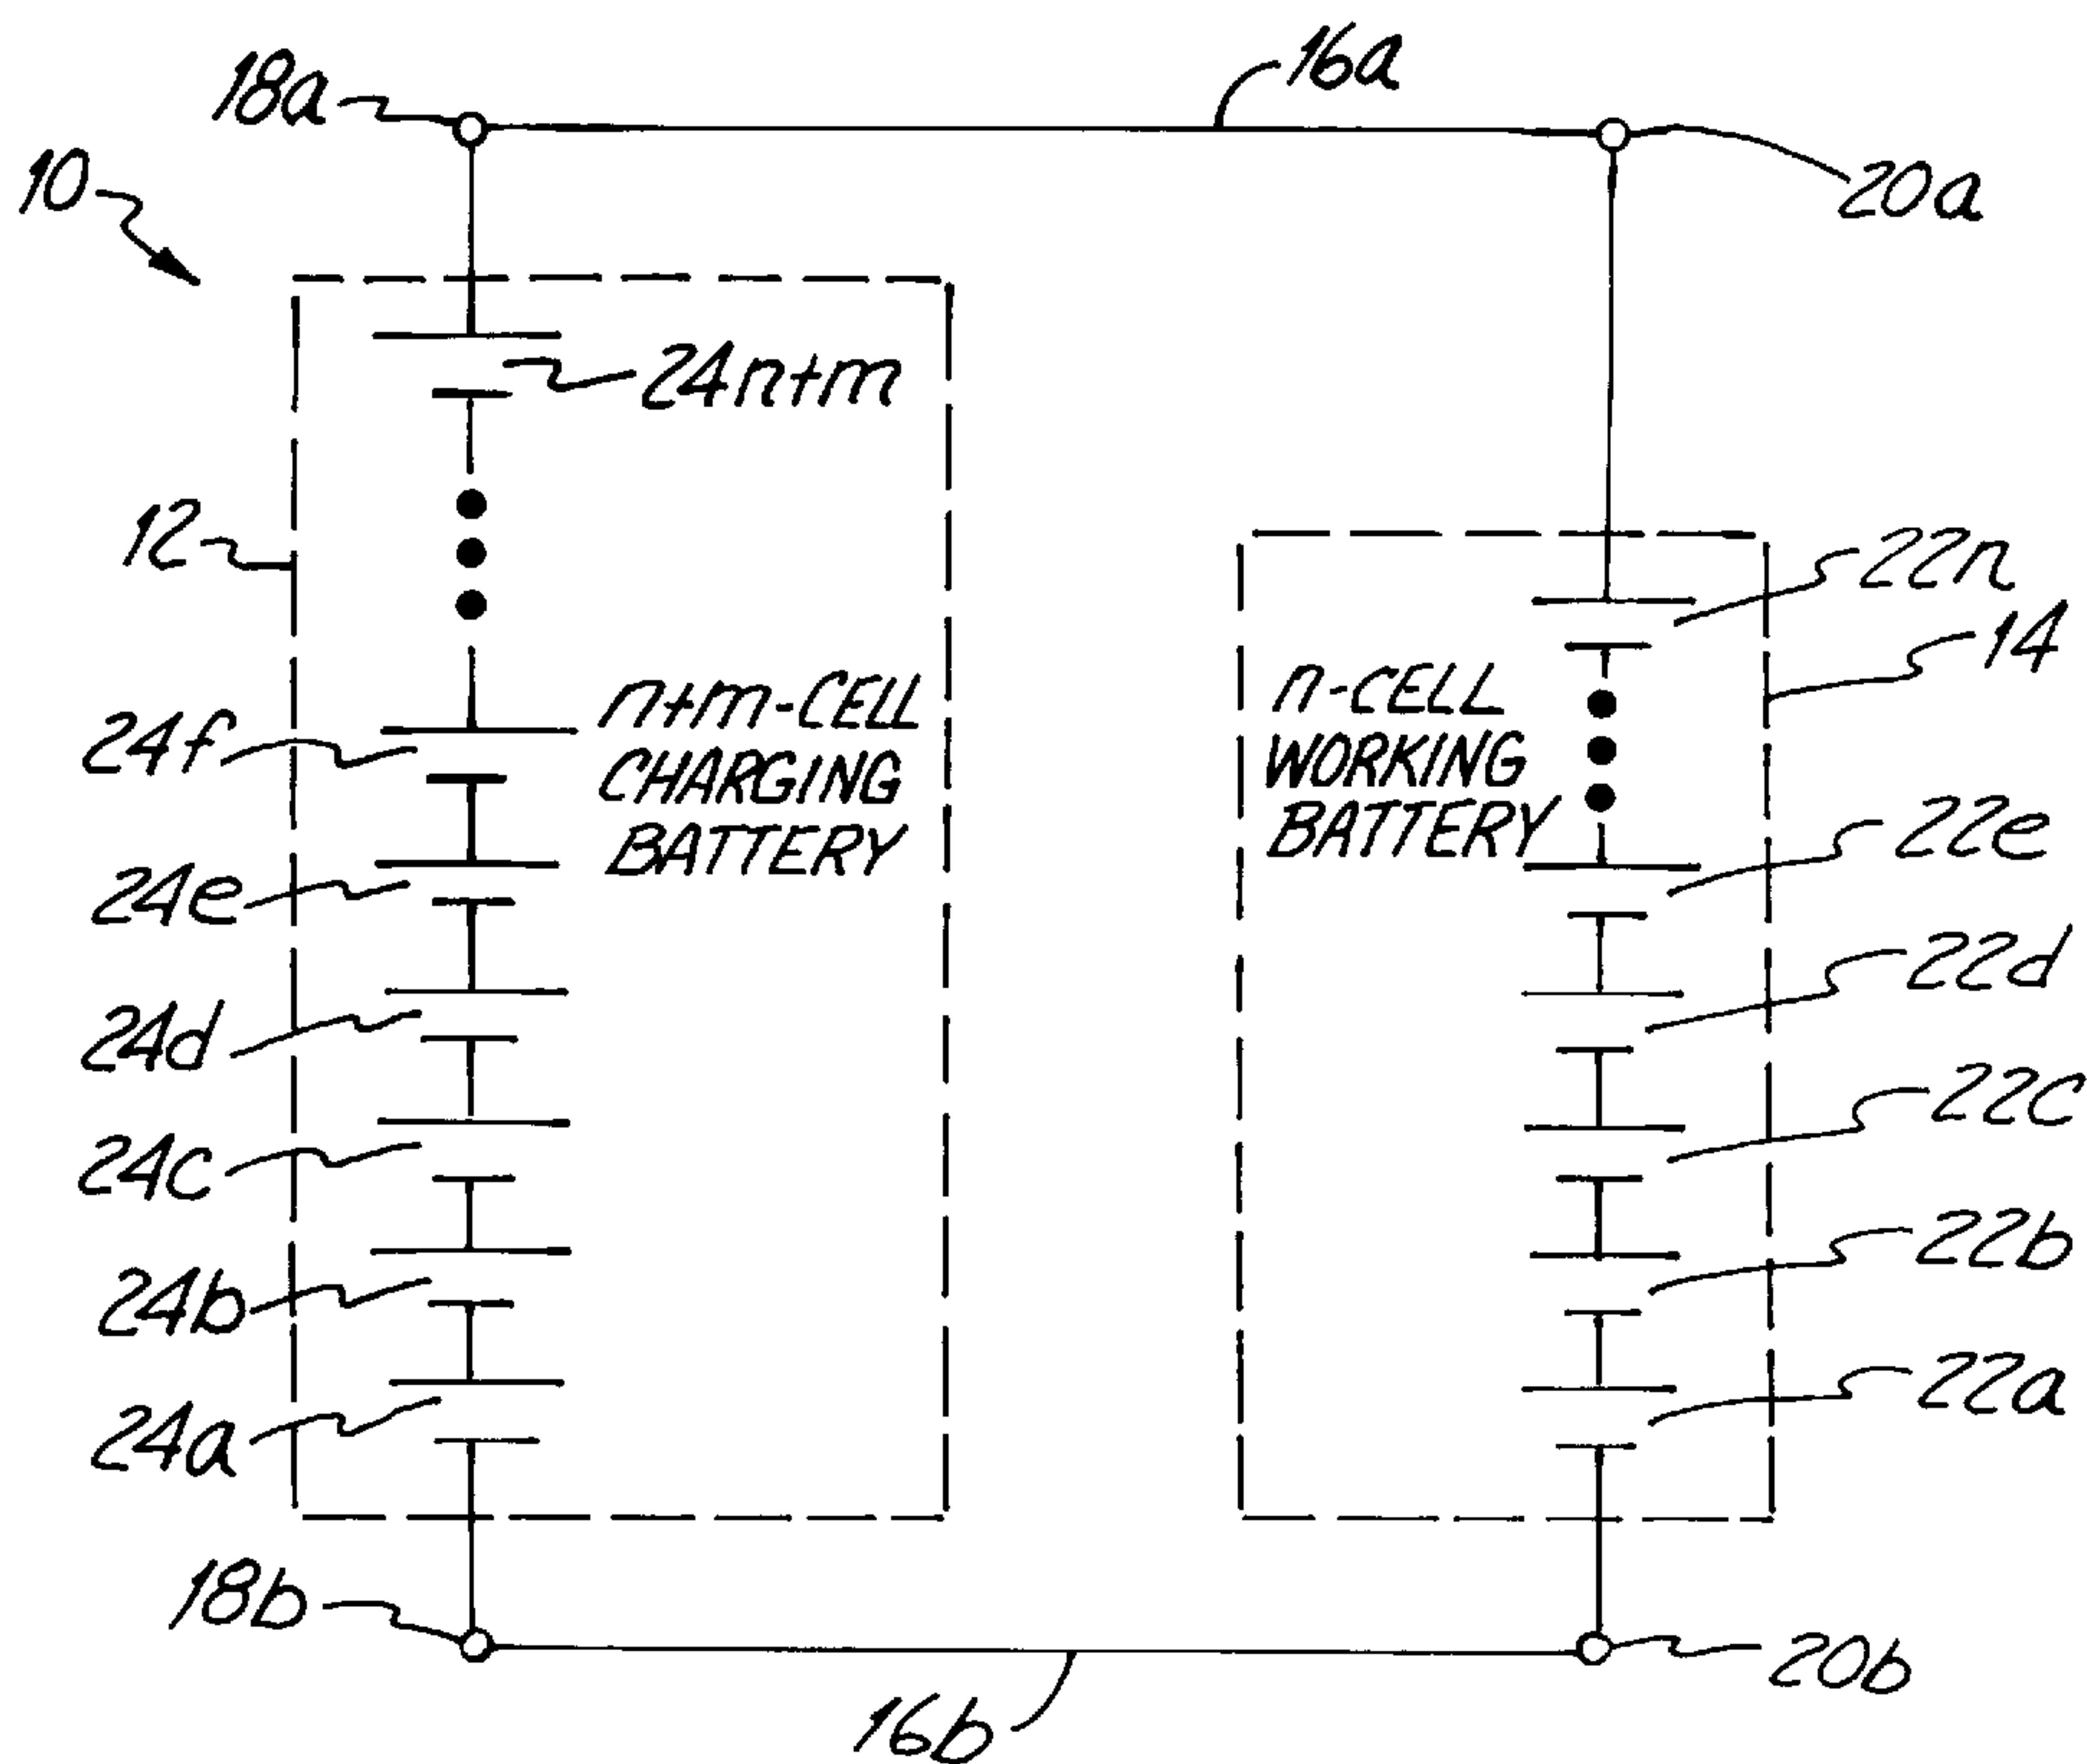 18a
16a
10
20a
24n+m
12
22n
14
n+m-CELL
CHARGING
BATTERY
n-CELL
WORKING
BATTERY
24f
22e
24e
22d
24d
22c
24c
22b
24b
22a
24a
18b
20b
16b